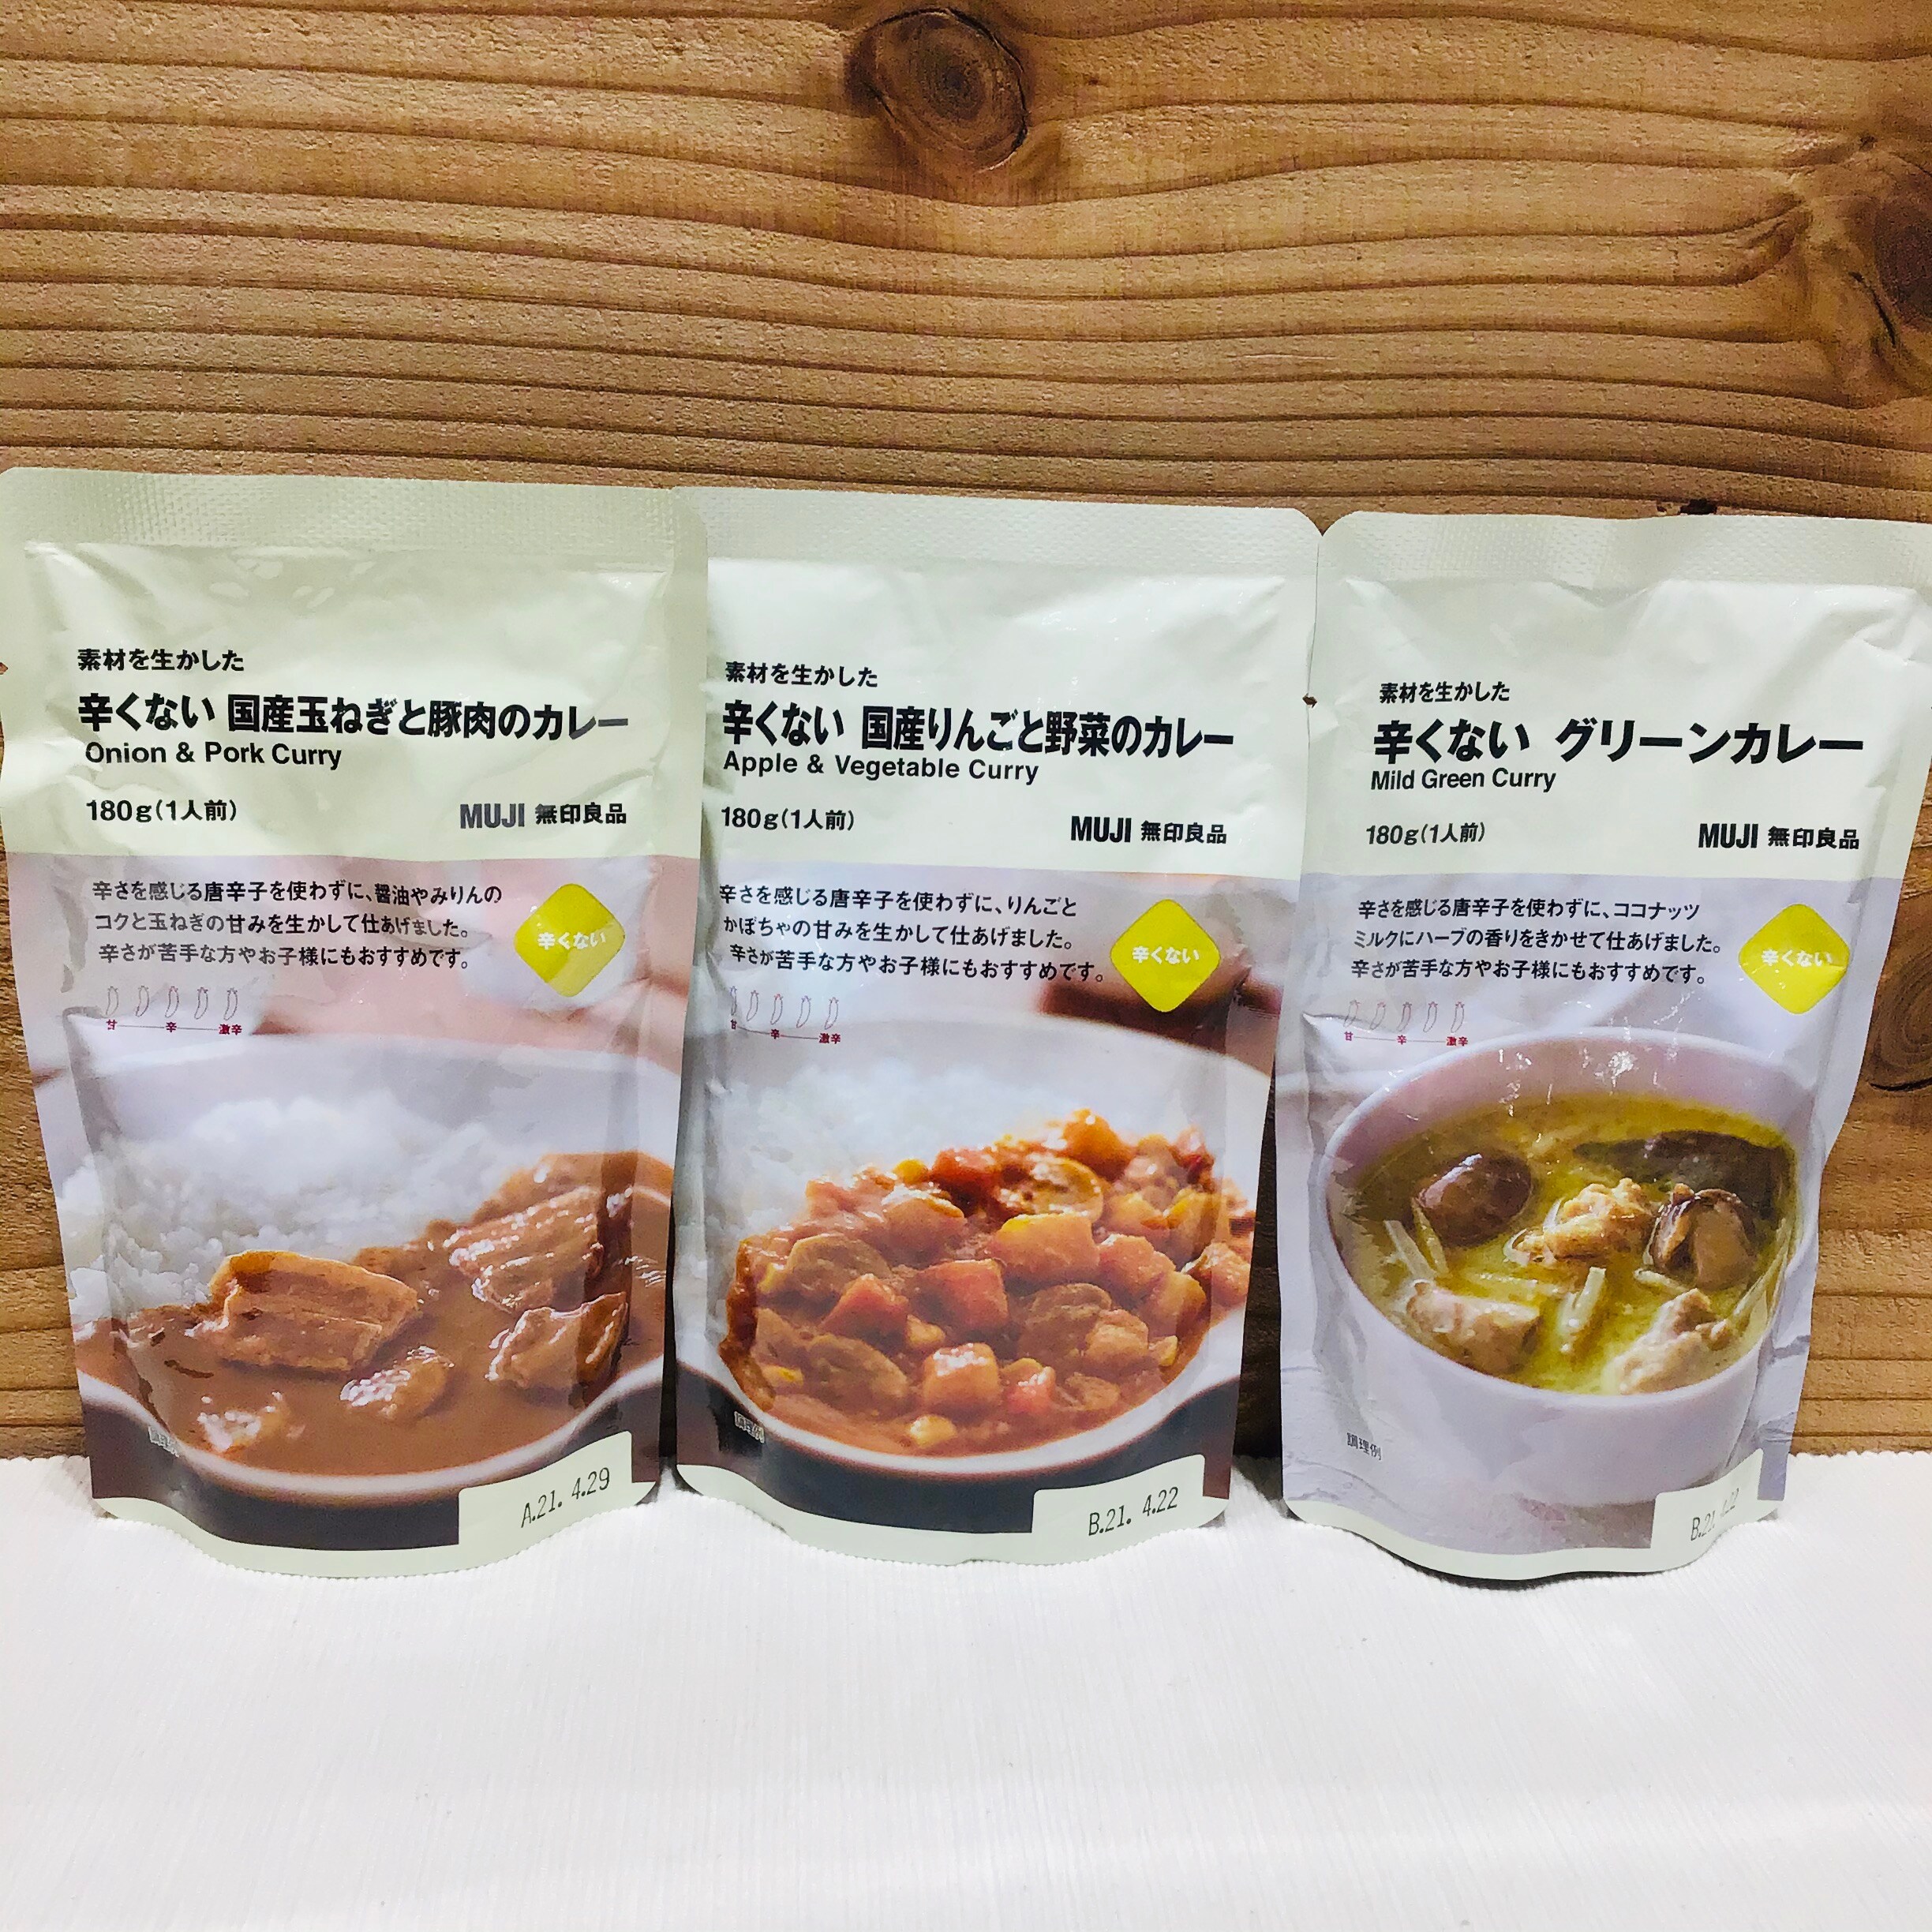 素材を生かした
辛くない 国産玉ねぎと豚肉のカレー
Onion & Pork Curry
180g(1人前)
MUJI 無印良品
辛さを感じる唐辛子を使わずに、醤油やみりんの
コクと玉ねぎの甘みを生かして仕あげました。
辛さが苦手な方やお子様にもおすすめです。
辛くない
甘 辛 激辛
A.21. 4.29
素材を生かした
辛くない 国産りんごと野菜のカレー
Apple & Vegetable Curry
180g(1人前)
MUJI 無印良品
辛さを感じる唐辛子を使わずに、りんごと
かぼちゃの甘みを生かして仕あげました。
辛さが苦手な方やお子様にもおすすめです。
辛くない
甘 辛 激辛
調理例
B.21. 4.22
素材を生かした
辛くない グリーンカレー
Mild Green Curry
180g(1人前)
MUJI 無印良品
辛さを感じる唐辛子を使わずに、ココナッツ
ミルクにハーブの香りをきかせて仕あげました。
辛さが苦手な方やお子様にもおすすめです。
辛くない
甘 辛 激辛
調理例